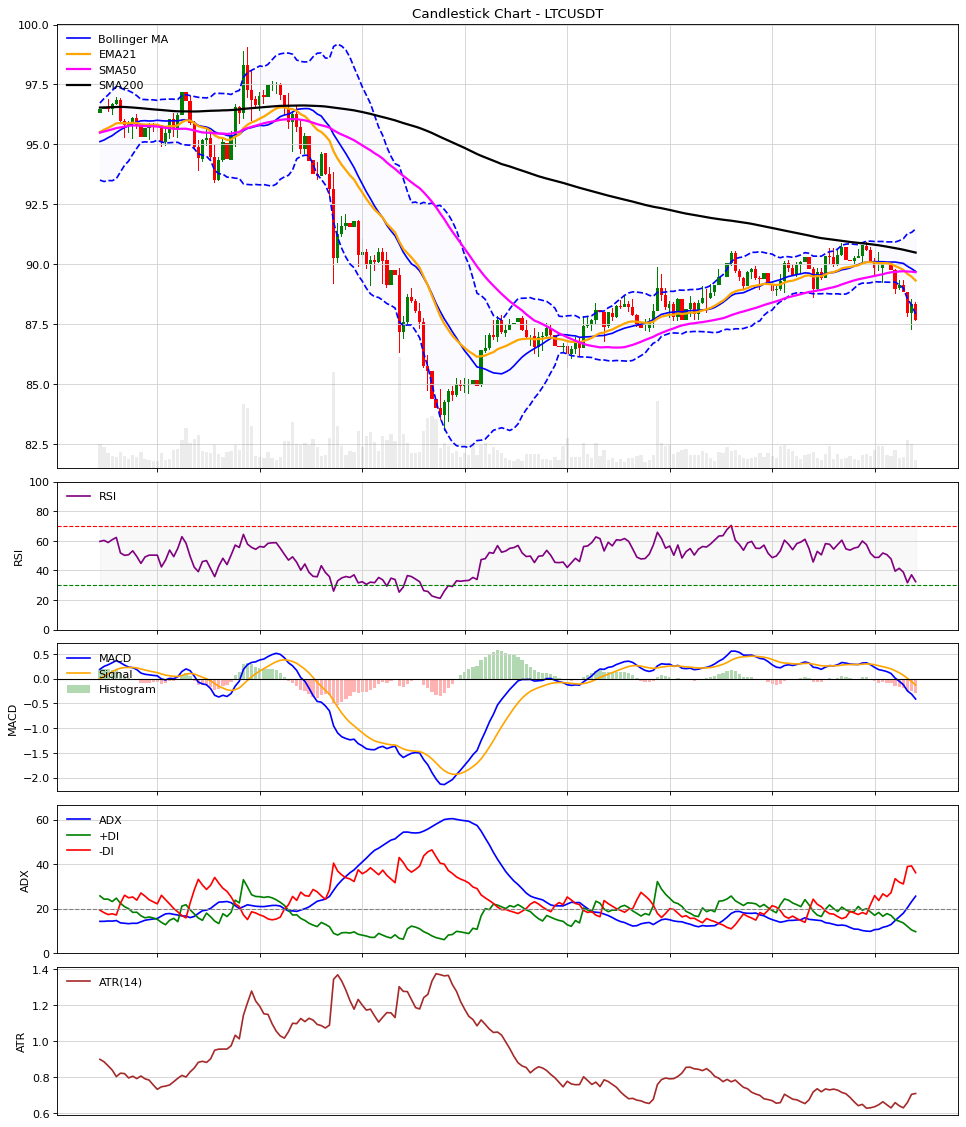 Candlestick Chart - LTCUSDT
100.0
97.5
95.0
92.5
90.0
87.5
85.0
82.5
Bollinger MA
EMA21
SMA50
SMA200
100
80
60
40
20
0
RSI
RSI
0.5
0.0
−0.5
−1.0
−1.5
−2.0
MACD
MACD
Signal
Histogram
60
40
20
0
ADX
ADX
+DI
-DI
1.4
1.2
1.0
0.8
0.6
ATR
ATR(14)